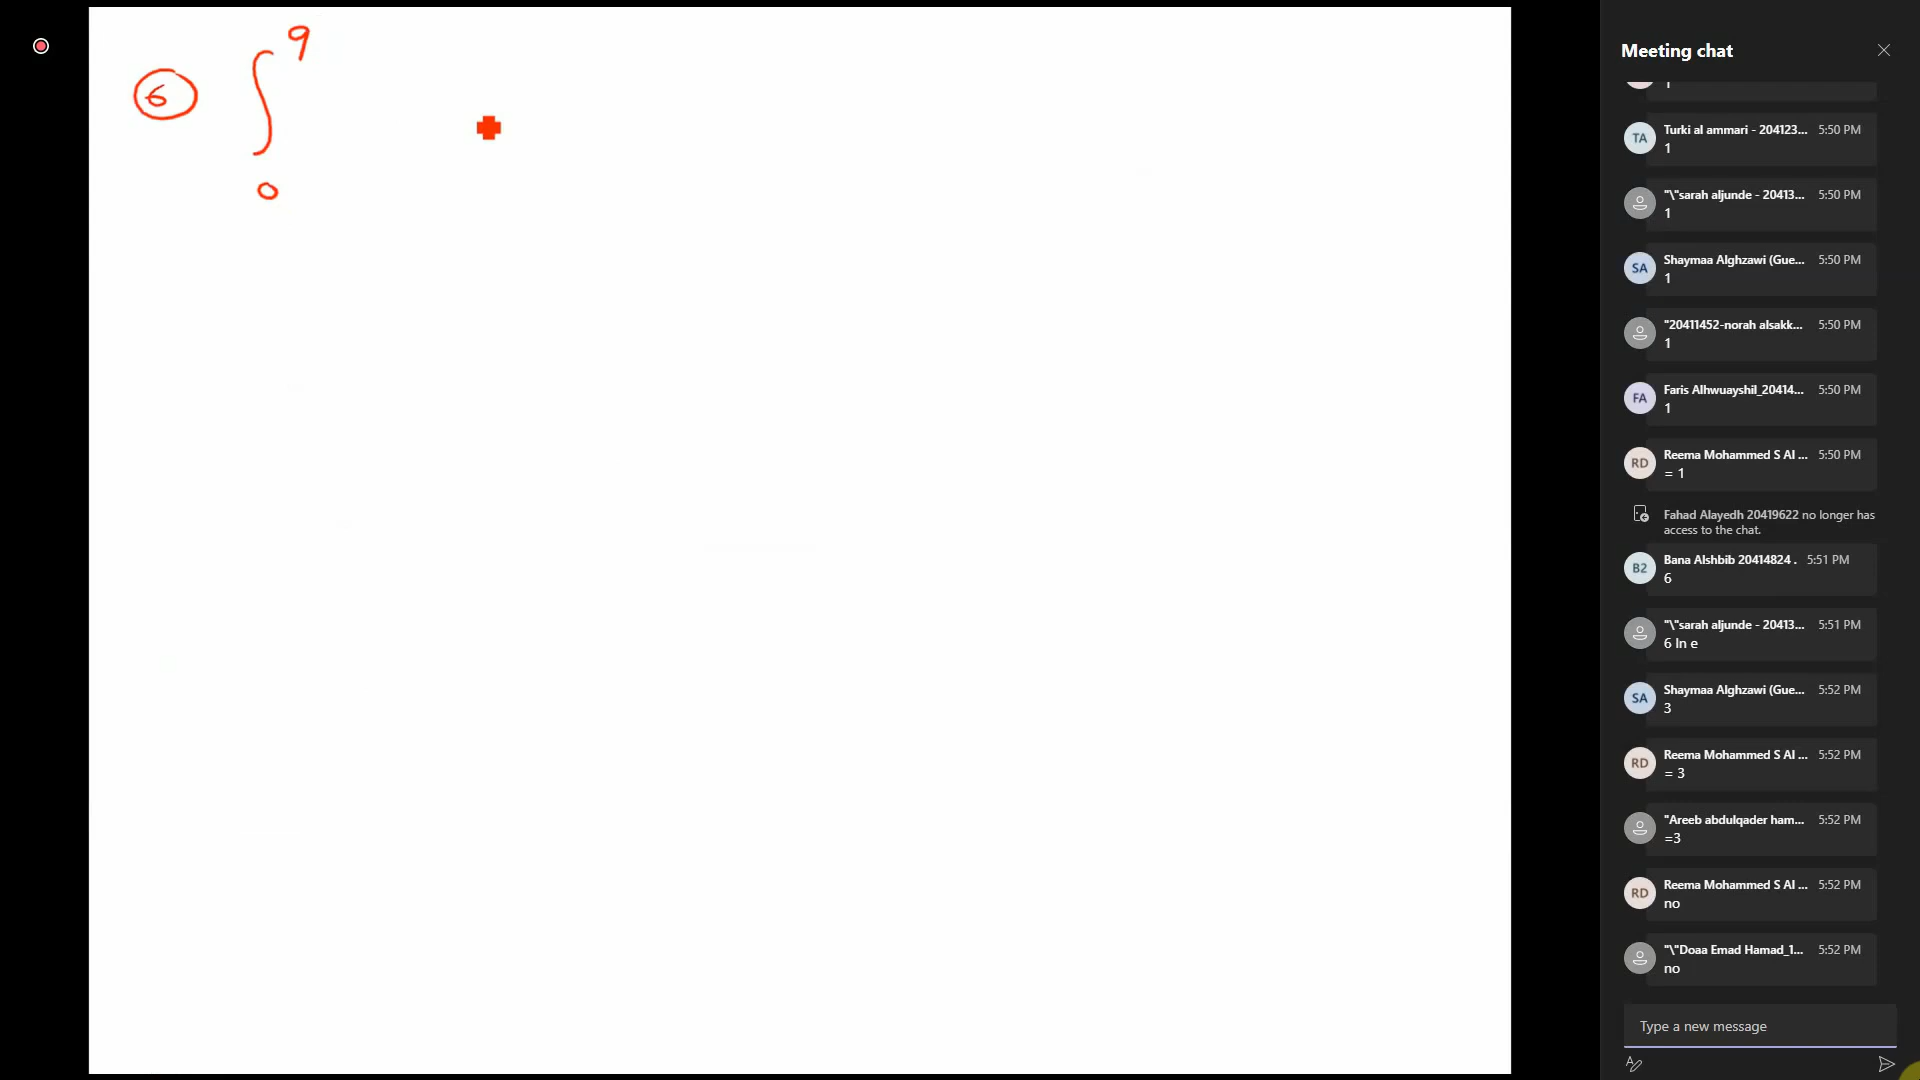 ⑥ ∫
9
0
Meeting chat
1
Turki al ammari - 204123... 5:50 PM
1
"\"sarah aljunde - 20413... 5:50 PM
1
Shaymaa Alghzawi (Gue... 5:50 PM
1
"20411452-norah alsakk... 5:50 PM
1
Faris Alhwuayshil_20414... 5:50 PM
1
Reema Mohammed S Al ... 5:50 PM
= 1
Fahad Alayedh 20419622 no longer has
access to the chat.
Bana Alshbib 20414824 . 5:51 PM
6
"\"sarah aljunde - 20413... 5:51 PM
6 ln e
Shaymaa Alghzawi (Gue... 5:52 PM
3
Reema Mohammed S Al ... 5:52 PM
= 3
"Areeb abdulqader ham... 5:52 PM
=3
Reema Mohammed S Al ... 5:52 PM
no
"\"Doaa Emad Hamad_1... 5:52 PM
no
Type a new message
TA
SA
FA
RD
B2
SA
RD
RD